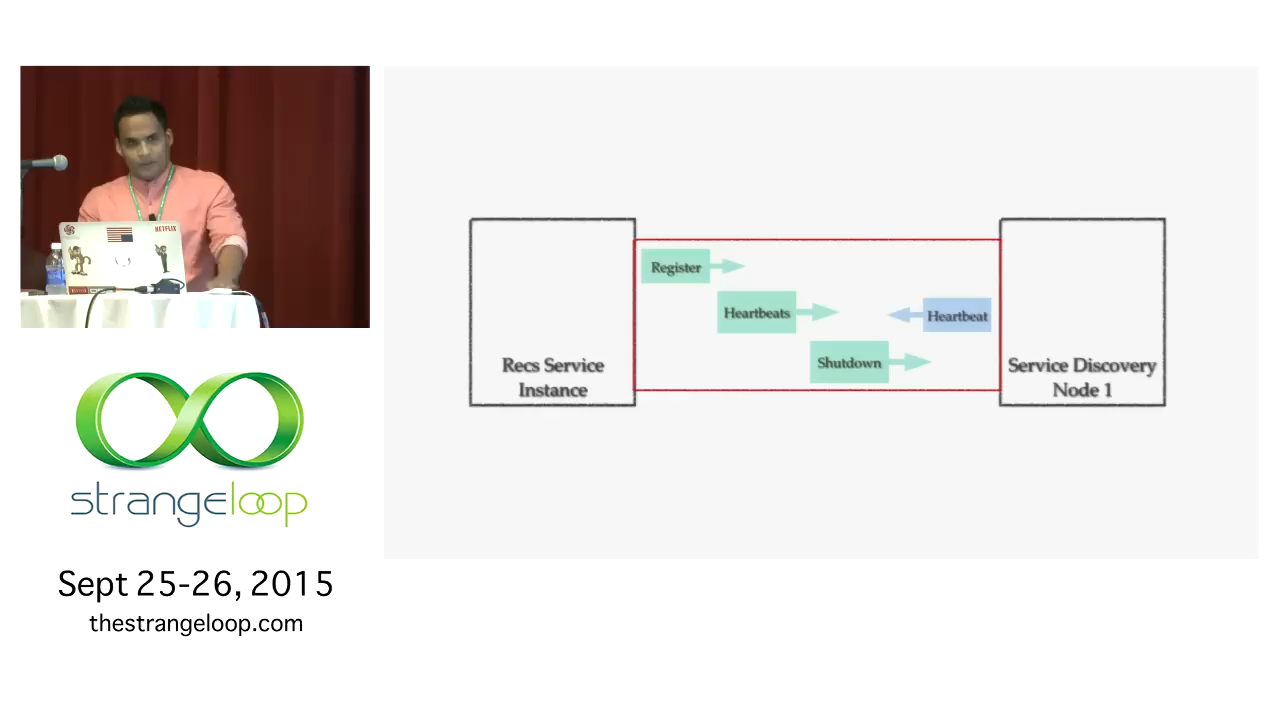 NETFLIX
strangeloop
Sept 25-26, 2015
thestrangeloop.com
Register
Heartbeats
Heartbeat
Shutdown
Recs Service
Instance
Service Discovery
Node 1